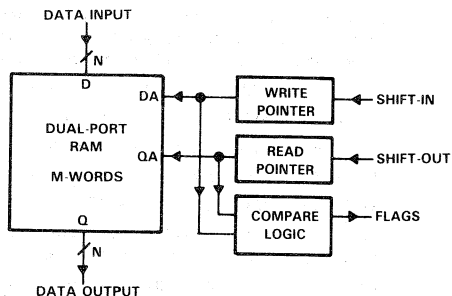 DATA INPUT
N
D
DA
WRITE
POINTER
SHIFT-IN
DUAL-PORT
RAM
M-WORDS
QA
READ
POINTER
SHIFT-OUT
COMPARE
LOGIC
FLAGS
Q
N
DATA OUTPUT